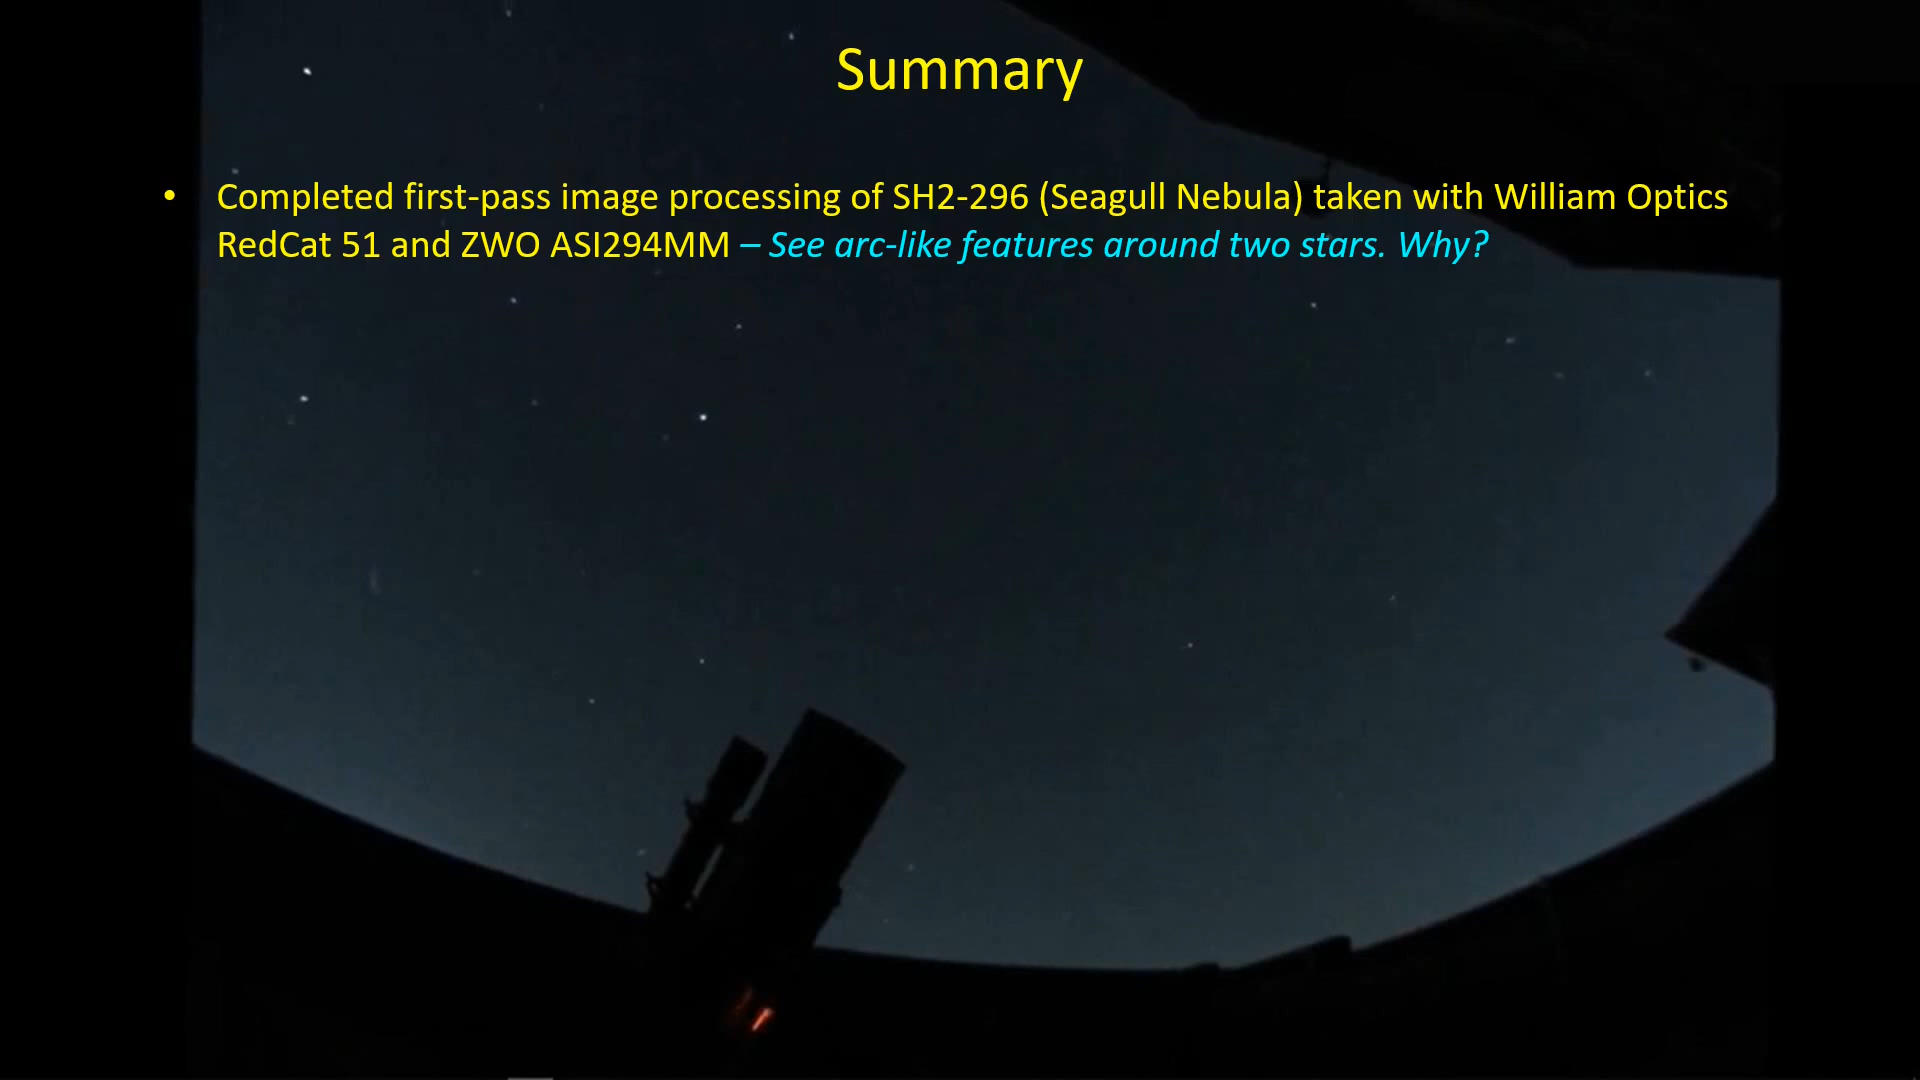 Summary
• Completed first-pass image processing of SH2-296 (Seagull Nebula) taken with William Optics
RedCat 51 and ZWO ASI294MM – See arc-like features around two stars. Why?